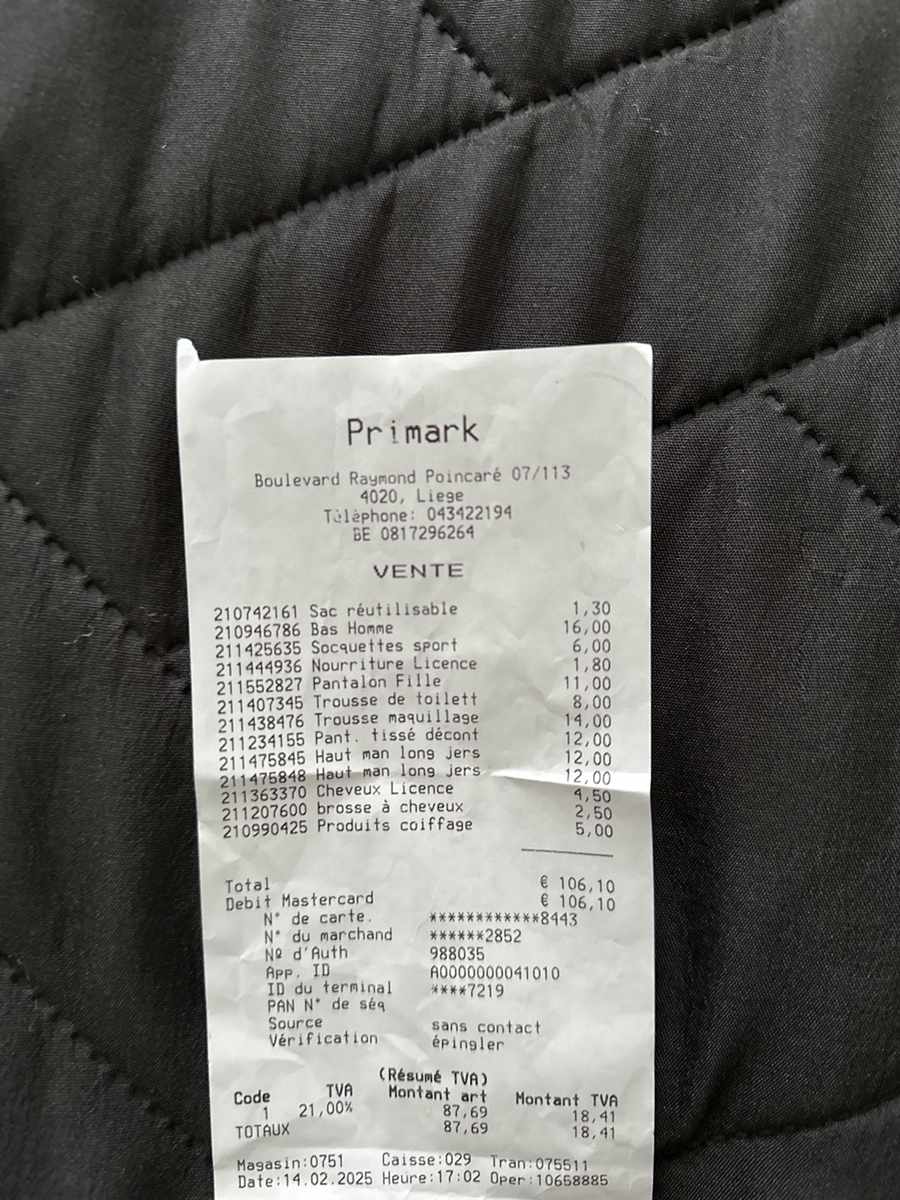 Primark
Boulevard Raymond Poincaré 07/113
4020, Liege
Téléphone: 043422194
BE 0817296264
VENTE
210742161 Sac réutilisable 1,30
210946786 Bas Homme 16,00
211425635 Socquettes sport 6,00
211444936 Nourriture Licence 1,80
211552827 Pantalon Fille 11,00
211407345 Trousse de toilett 8,00
211438476 Trousse maquillage 14,00
211234155 Pant. tissé décont 12,00
211475845 Haut man long jers 12,00
211475848 Haut man long jers 12,00
211363370 Cheveux Licence 4,50
211207600 brosse à cheveux 2,50
210990425 Produits coiffage 5,00
Total € 106,10
Debit Mastercard € 106,10
N° de carte. ************8443
N° du marchand ******2852
Nº d'Auth 988035
App. ID A0000000041010
ID du terminal ****7219
PAN N° de séq
Source sans contact
Vérification épingler
(Résumé TVA)
Code TVA Montant art Montant TVA
1 21,00% 87,69 18,41
TOTAUX 87,69 18,41
Magasin:0751 Caisse:029 Tran:075511
Date:14.02.2025 Heure:17:02 Oper:10658885